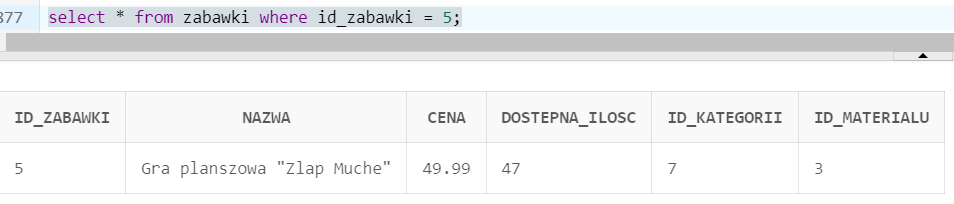 877 select * from zabawki where id_zabawki = 5;
ID_ZABAWKI NAZWA CENA DOSTEPNA_ILOSC ID_KATEGORII ID_MATERIALU
5 Gra planszowa "Zlap Muche" 49.99 47 7 3